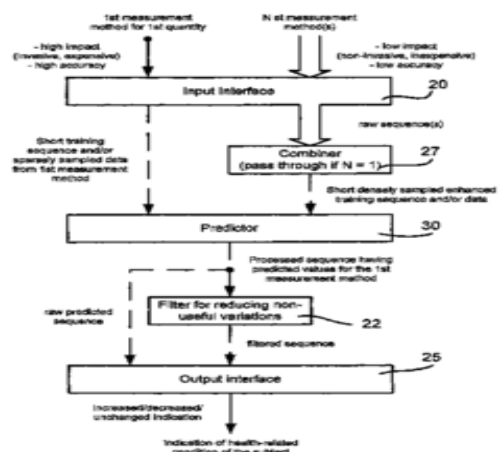 1st measurement
method for 1st quantity
N st measurement
method(s)
- high impact
(invasive, expensive)
- high accuracy
- low impact
(non-invasive, inexpensive)
- low accuracy
Input Interface
20
raw sequence(s)
Short training
sequence and/or
sparsely sampled data
from 1st measurement
method
Combiner
(pass through if N = 1)
27
Short densely sampled enhanced
training sequence and/or data
Predictor
30
Processed sequence having
predicted values for the 1st
measurement method
raw predicted
sequence
Filter for reducing non-
useful variations
22
filtered sequence
25
Output interface
Increased/decreased/
unchanged indication
Indication of health-related
condition of the subject